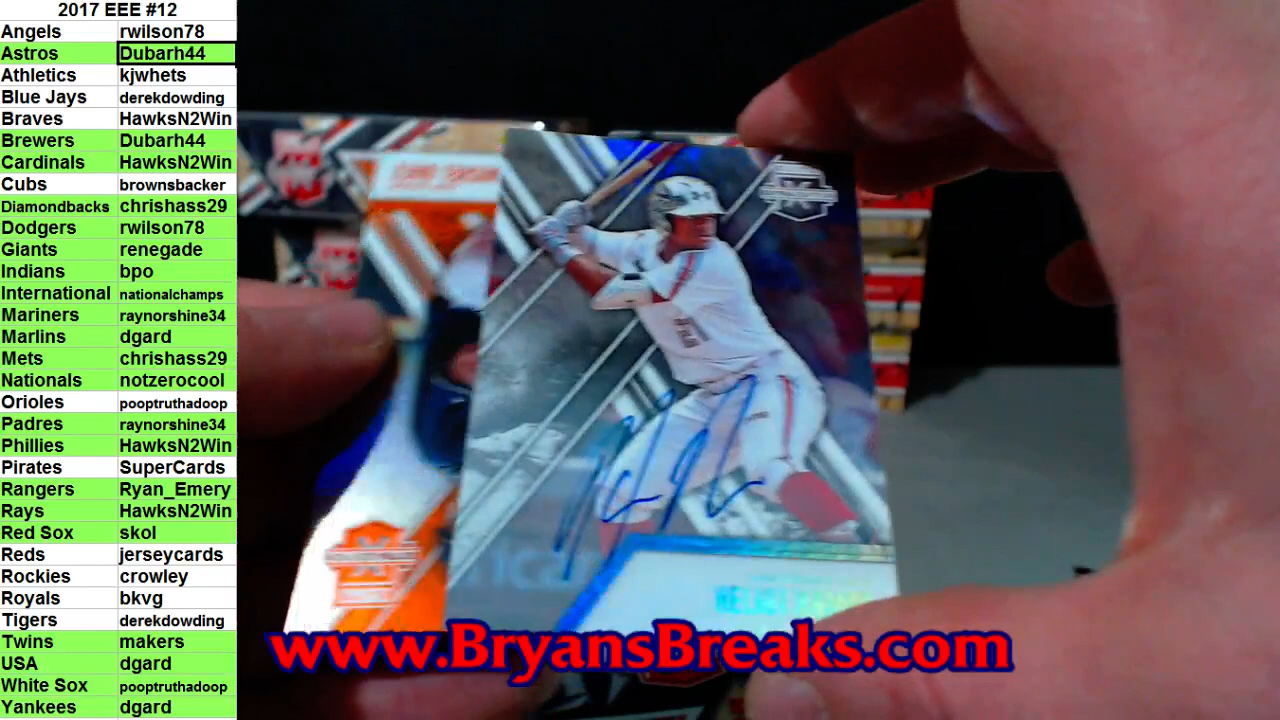 2017 EEE #12
Angels rwilson78
Astros Dubarh44
Athletics kjwhets
Blue Jays derekdowding
Braves HawksN2Win
Brewers Dubarh44
Cardinals HawksN2Win
Cubs brownsbacker
Diamondbacks chrishass29
Dodgers rwilson78
Giants renegade
Indians bpo
International nationalchamps
Mariners raynorshine34
Marlins dgard
Mets chrishass29
Nationals notzerocool
Orioles pooptruthadoop
Padres raynorshine34
Phillies HawksN2Win
Pirates SuperCards
Rangers Ryan_Emery
Rays HawksN2Win
Red Sox skol
Reds jerseycards
Rockies crowley
Royals bkvg
Tigers derekdowding
Twins makers
USA dgard
White Sox pooptruthadoop
Yankees dgard
www.BryansBreaks.com